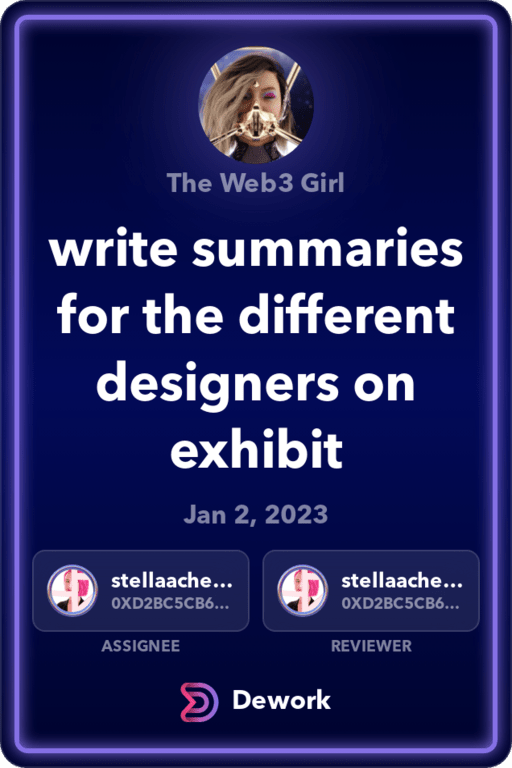 The Web3 Girl
write summaries
for the different
designers on
exhibit
Jan 2, 2023
stellaache...
0XD2BC5CB6...
ASSIGNEE
stellaache...
0XD2BC5CB6...
REVIEWER
Dework